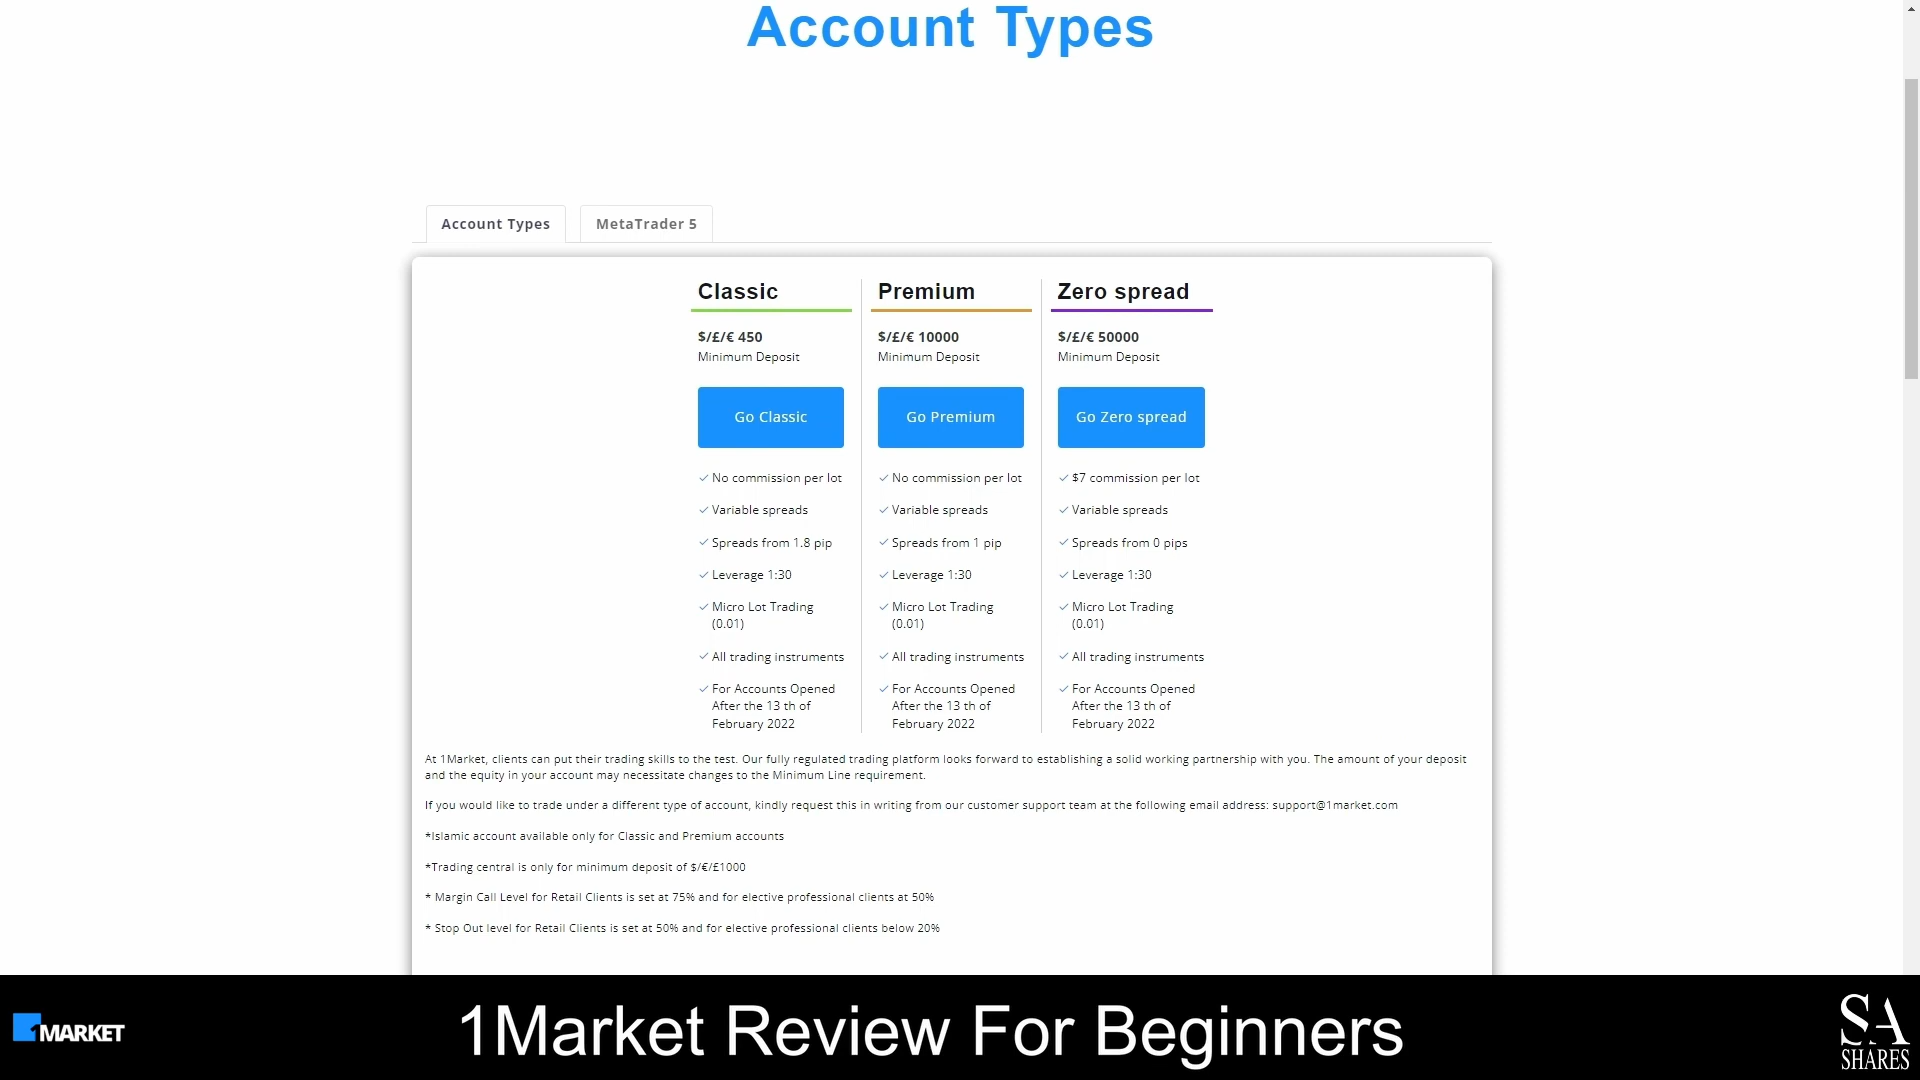 Account Types
Account Types
MetaTrader 5
Classic
Premium
Zero spread
$/£/€ 450
Minimum Deposit
$/£/€ 10000
Minimum Deposit
$/£/€ 50000
Minimum Deposit
Go Classic
Go Premium
Go Zero spread
No commission per lot
Variable spreads
Spreads from 1.8 pip
Leverage 1:30
Micro Lot Trading
(0.01)
All trading instruments
For Accounts Opened
After the 13 th of
February 2022
No commission per lot
Variable spreads
Spreads from 1 pip
Leverage 1:30
Micro Lot Trading
(0.01)
All trading instruments
For Accounts Opened
After the 13 th of
February 2022
$7 commission per lot
Variable spreads
Spreads from 0 pips
Leverage 1:30
Micro Lot Trading
(0.01)
All trading instruments
For Accounts Opened
After the 13 th of
February 2022
At 1Market, clients can put their trading skills to the test. Our fully regulated trading platform looks forward to establishing a solid working partnership with you. The amount of your deposit
and the equity in your account may necessitate changes to the Minimum Line requirement.
If you would like to trade under a different type of account, kindly request this in writing from our customer support team at the following email address: support@1market.com
*Islamic account available only for Classic and Premium accounts
*Trading central is only for minimum deposit of $/€/£1000
* Margin Call Level for Retail Clients is set at 75% and for elective professional clients at 50%
* Stop Out level for Retail Clients is set at 50% and for elective professional clients below 20%
1MARKET
1Market Review For Beginners
SA
SHARES